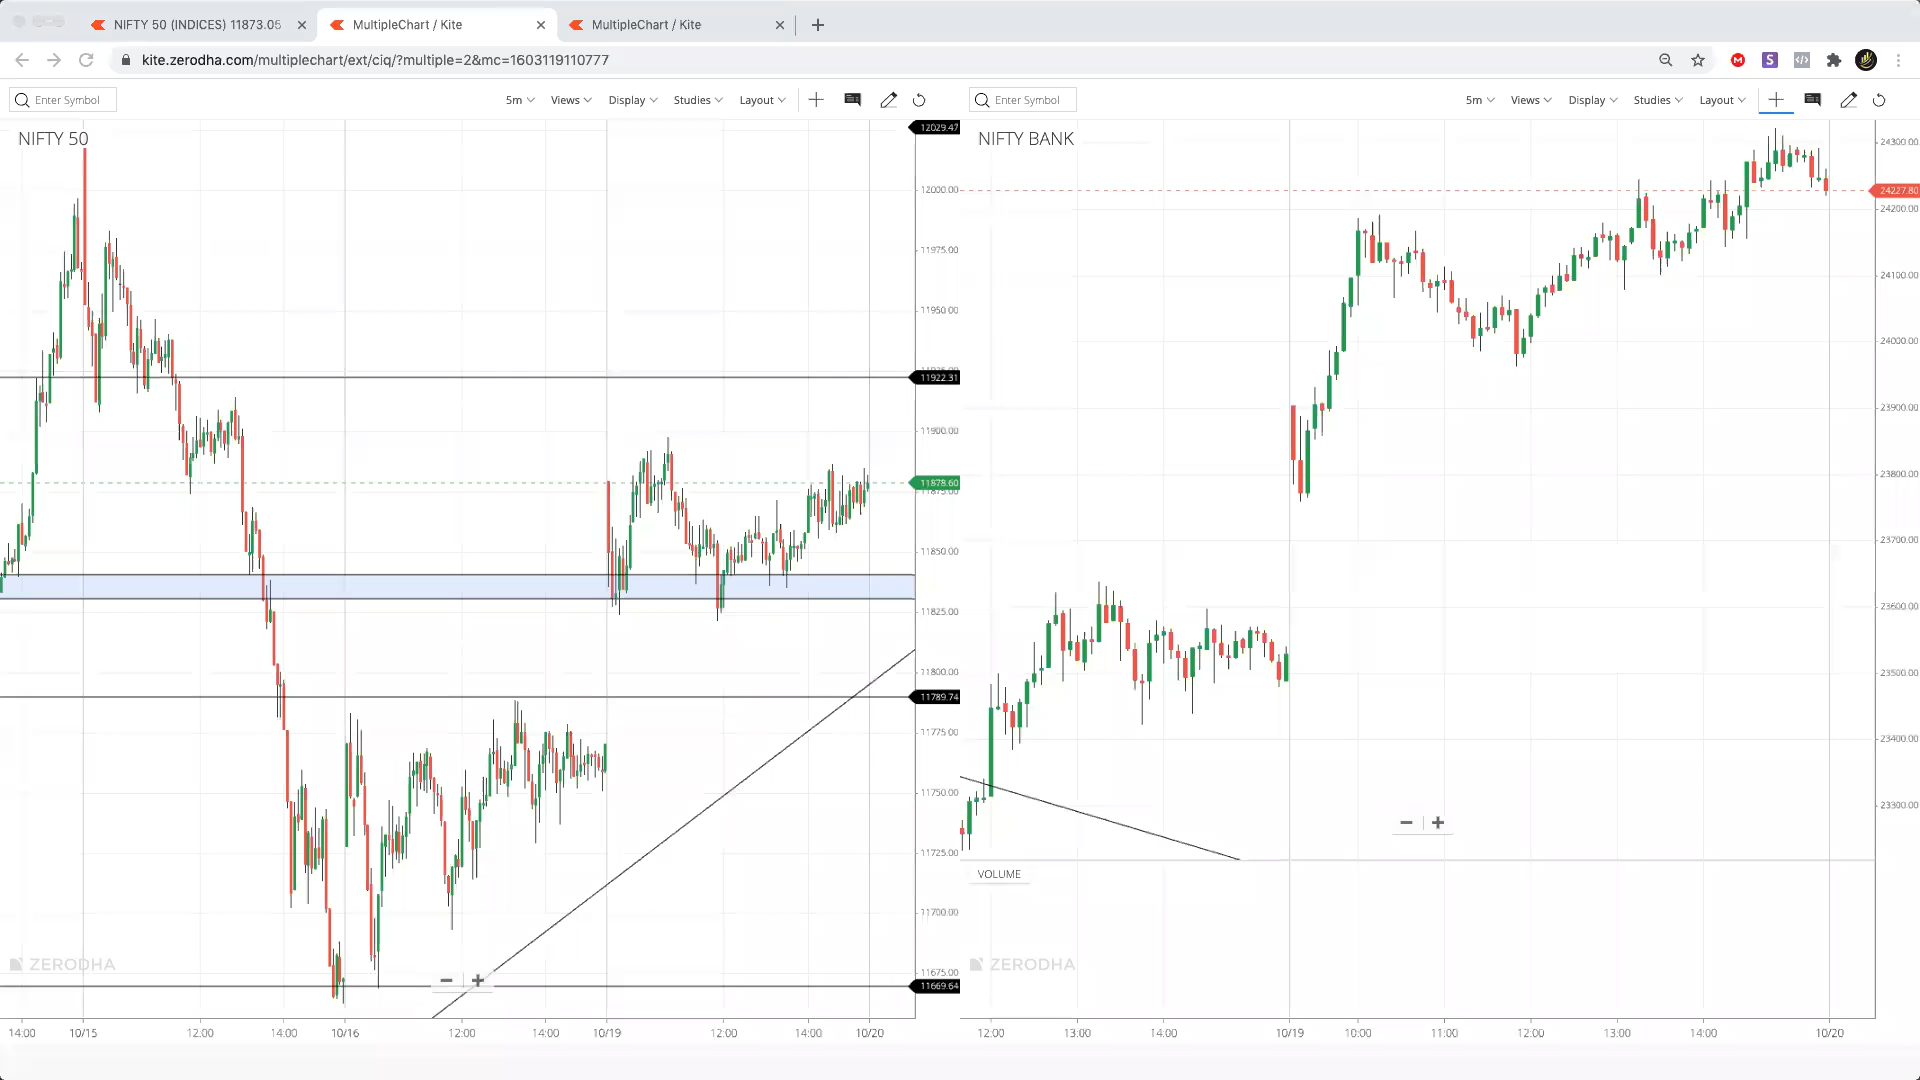 NIFTY 50 (INDICES) 11873.05
MultipleChart / Kite
MultipleChart / Kite
kite.zerodha.com/multiplechart/ext/ciq/?multiple=2&mc=1603119110777
Enter Symbol
5m
Views
Display
Studies
Layout
Enter Symbol
5m
Views
Display
Studies
Layout
NIFTY 50
12029.47
12000.00
11975.00
11950.00
11922.31
11900.00
11878.60
11875.00
11850.00
11825.00
11800.00
11789.74
11775.00
11750.00
11725.00
11700.00
11675.00
11669.64
ZERODHA
14:00
10/15
12:00
14:00
10/16
12:00
14:00
10/19
12:00
14:00
10/20
NIFTY BANK
24300.00
24227.80
24200.00
24100.00
24000.00
23900.00
23800.00
23700.00
23600.00
23500.00
23400.00
23300.00
VOLUME
ZERODHA
12:00
13:00
14:00
10/19
10:00
11:00
12:00
13:00
14:00
10/20